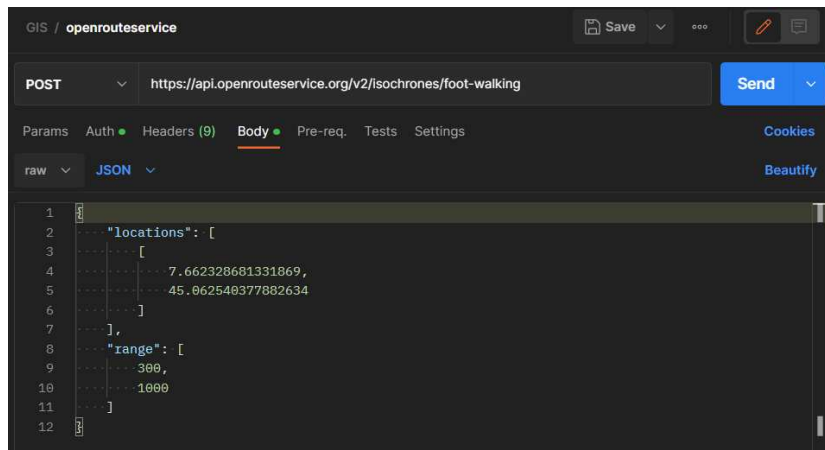 GIS / openrouteservice
Save
POST https://api.openrouteservice.org/v2/isochrones/foot-walking Send
Params Auth Headers (9) Body Pre-req. Tests Settings Cookies
raw JSON Beautify
1 {
2 "locations": [
3 [
4 7.662328681331869,
5 45.062540377882634
6 ]
7 ],
8 "range": [
9 300,
10 1000
11 ]
12 }